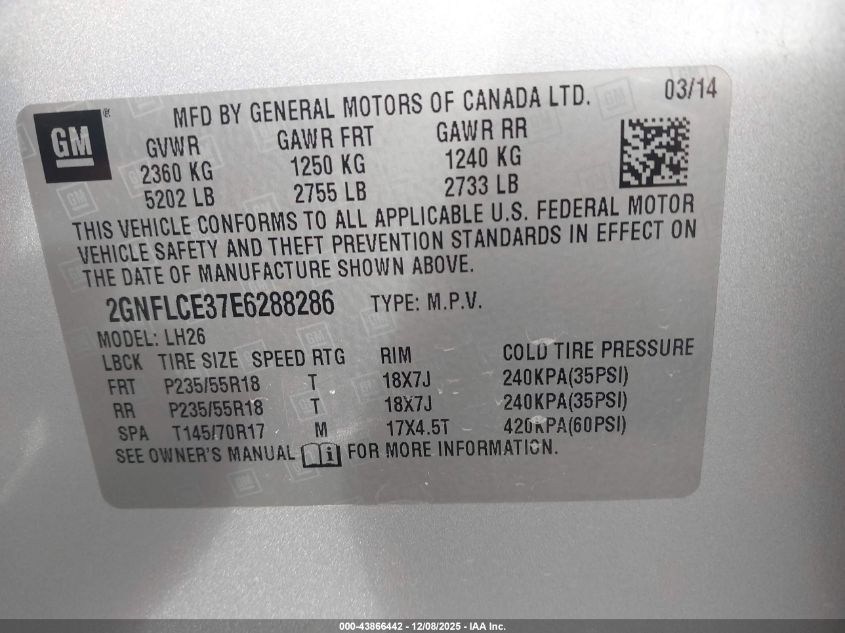 MFD BY GENERAL MOTORS OF CANADA LTD. 03/14
GM ®
GVWR GAWR FRT GAWR RR
2360 KG 1250 KG 1240 KG
5202 LB 2755 LB 2733 LB
THIS VEHICLE CONFORMS TO ALL APPLICABLE U.S. FEDERAL MOTOR
VEHICLE SAFETY AND THEFT PREVENTION STANDARDS IN EFFECT ON
THE DATE OF MANUFACTURE SHOWN ABOVE.
2GNFLCE37E6288286 TYPE: M.P.V.
MODEL: LH26
LBCK TIRE SIZE SPEED RTG RIM COLD TIRE PRESSURE
FRT P235/55R18 T 18X7J 240KPA(35PSI)
RR P235/55R18 T 18X7J 240KPA(35PSI)
SPA T145/70R17 M 17X4.5T 420KPA(60PSI)
SEE OWNER'S MANUAL i FOR MORE INFORMATION.
000-43866442 - 12/08/2025 - IAA Inc.